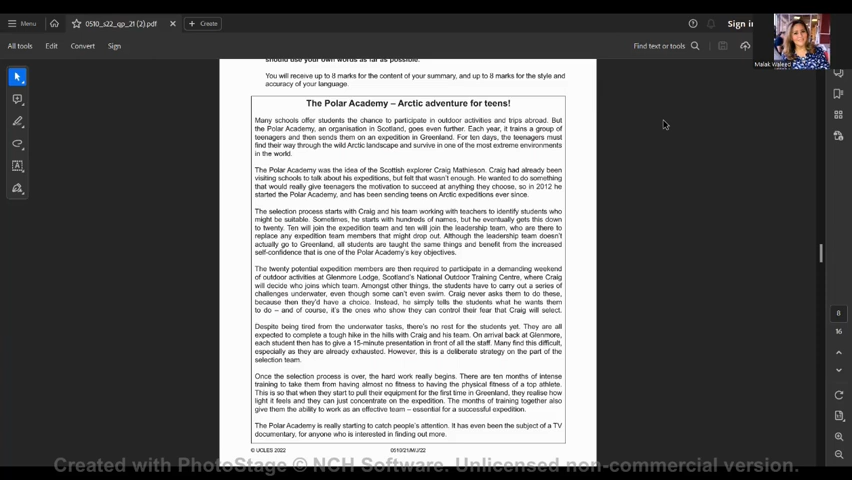 Menu
0510_s22_qp_21 (2).pdf
Create
Sign in
All tools
Edit
Convert
Sign
Find text or tools
Malak Waleed
should use your own words as far as possible.
You will receive up to 8 marks for the content of your summary, and up to 8 marks for the style and
accuracy of your language.
The Polar Academy – Arctic adventure for teens!
Many schools offer students the chance to participate in outdoor activities and trips abroad. But
the Polar Academy, an organisation in Scotland, goes even further. Each year, it trains a group of
teenagers and then sends them on an expedition in Greenland. For ten days, the teenagers must
find their way through the wild Arctic landscape and survive in one of the most extreme environments
in the world.
The Polar Academy was the idea of the Scottish explorer Craig Mathieson. Craig had already been
visiting schools to talk about his expeditions, but felt that wasn't enough. He wanted to do something
that would really give teenagers the motivation to succeed at anything they choose, so in 2012 he
started the Polar Academy, and has been sending teens on Arctic expeditions ever since.
The selection process starts with Craig and his team working with teachers to identify students who
might be suitable. Sometimes, he starts with hundreds of names, but he eventually gets this down
to twenty. Ten will join the expedition team and ten will join the leadership team, who are there to
replace any expedition team members that might drop out. Although the leadership team doesn't
actually go to Greenland, all students are taught the same things and benefit from the increased
self-confidence that is one of the Polar Academy's key objectives.
The twenty potential expedition members are then required to participate in a demanding weekend
of outdoor activities at Glenmore Lodge, Scotland's National Outdoor Training Centre, where Craig
will decide who joins which team. Amongst other things, the students have to carry out a series of
challenges underwater, even though some can't even swim. Craig never asks them to do these,
because then they'd have a choice. Instead, he simply tells the students what he wants them
to do – and of course, it's the ones who show they can control their fear that Craig will select.
Despite being tired from the underwater tasks, there's no rest for the students yet. They are all
expected to complete a tough hike in the hills with Craig and his team. On arrival back at Glenmore,
each student then has to give a 15-minute presentation in front of all the staff. Many find this difficult,
especially as they are already exhausted. However, this is a deliberate strategy on the part of the
selection team.
Once the selection process is over, the hard work really begins. There are ten months of intense
training to take them from having almost no fitness to having the physical fitness of a top athlete.
This is so that when they start to pull their equipment for the first time in Greenland, they realise how
light it feels and they can just concentrate on the expedition. The months of training together also
give them the ability to work as an effective team – essential for a successful expedition.
The Polar Academy is really starting to catch people's attention. It has even been the subject of a TV
documentary, for anyone who is interested in finding out more.
© UCLES 2022
0510/21/M/J/22
8
16
Created with PhotoStage © NCH Software. Unlicensed non-commercial version.